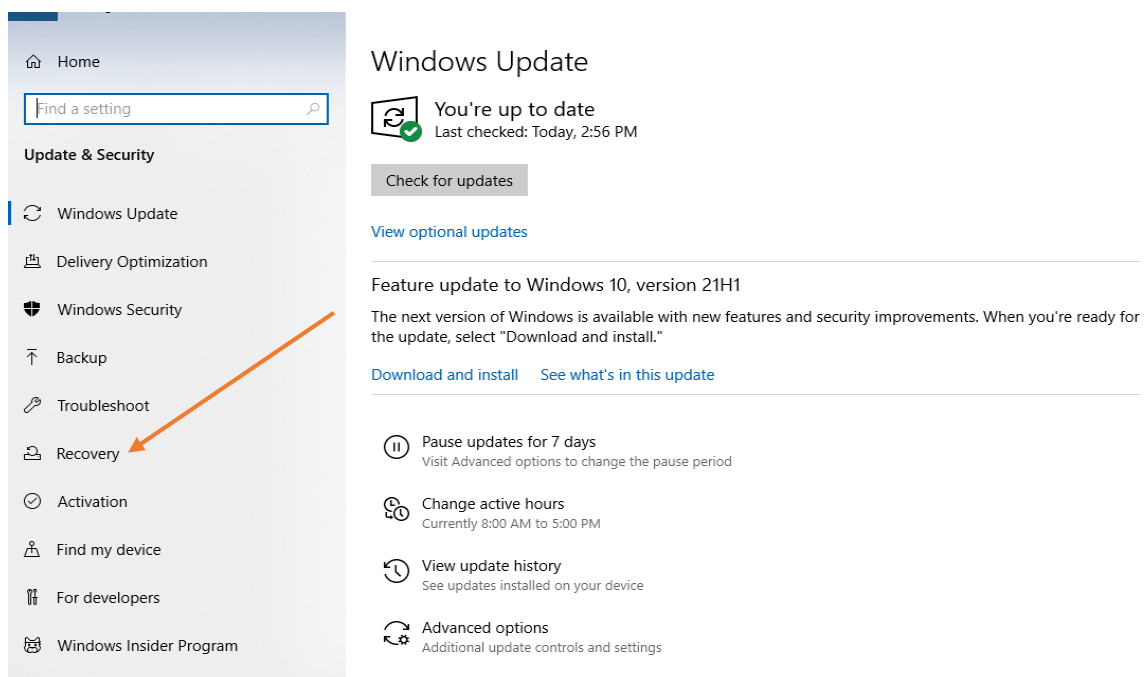 Home
Find a setting
Update & Security
Windows Update
Delivery Optimization
Windows Security
Backup
Troubleshoot
Recovery
Activation
Find my device
For developers
Windows Insider Program
Windows Update
You're up to date
Last checked: Today, 2:56 PM
Check for updates
View optional updates
Feature update to Windows 10, version 21H1
The next version of Windows is available with new features and security improvements. When you're ready for
the update, select "Download and install."
Download and install See what's in this update
Pause updates for 7 days
Visit Advanced options to change the pause period
Change active hours
Currently 8:00 AM to 5:00 PM
View update history
See updates installed on your device
Advanced options
Additional update controls and settings